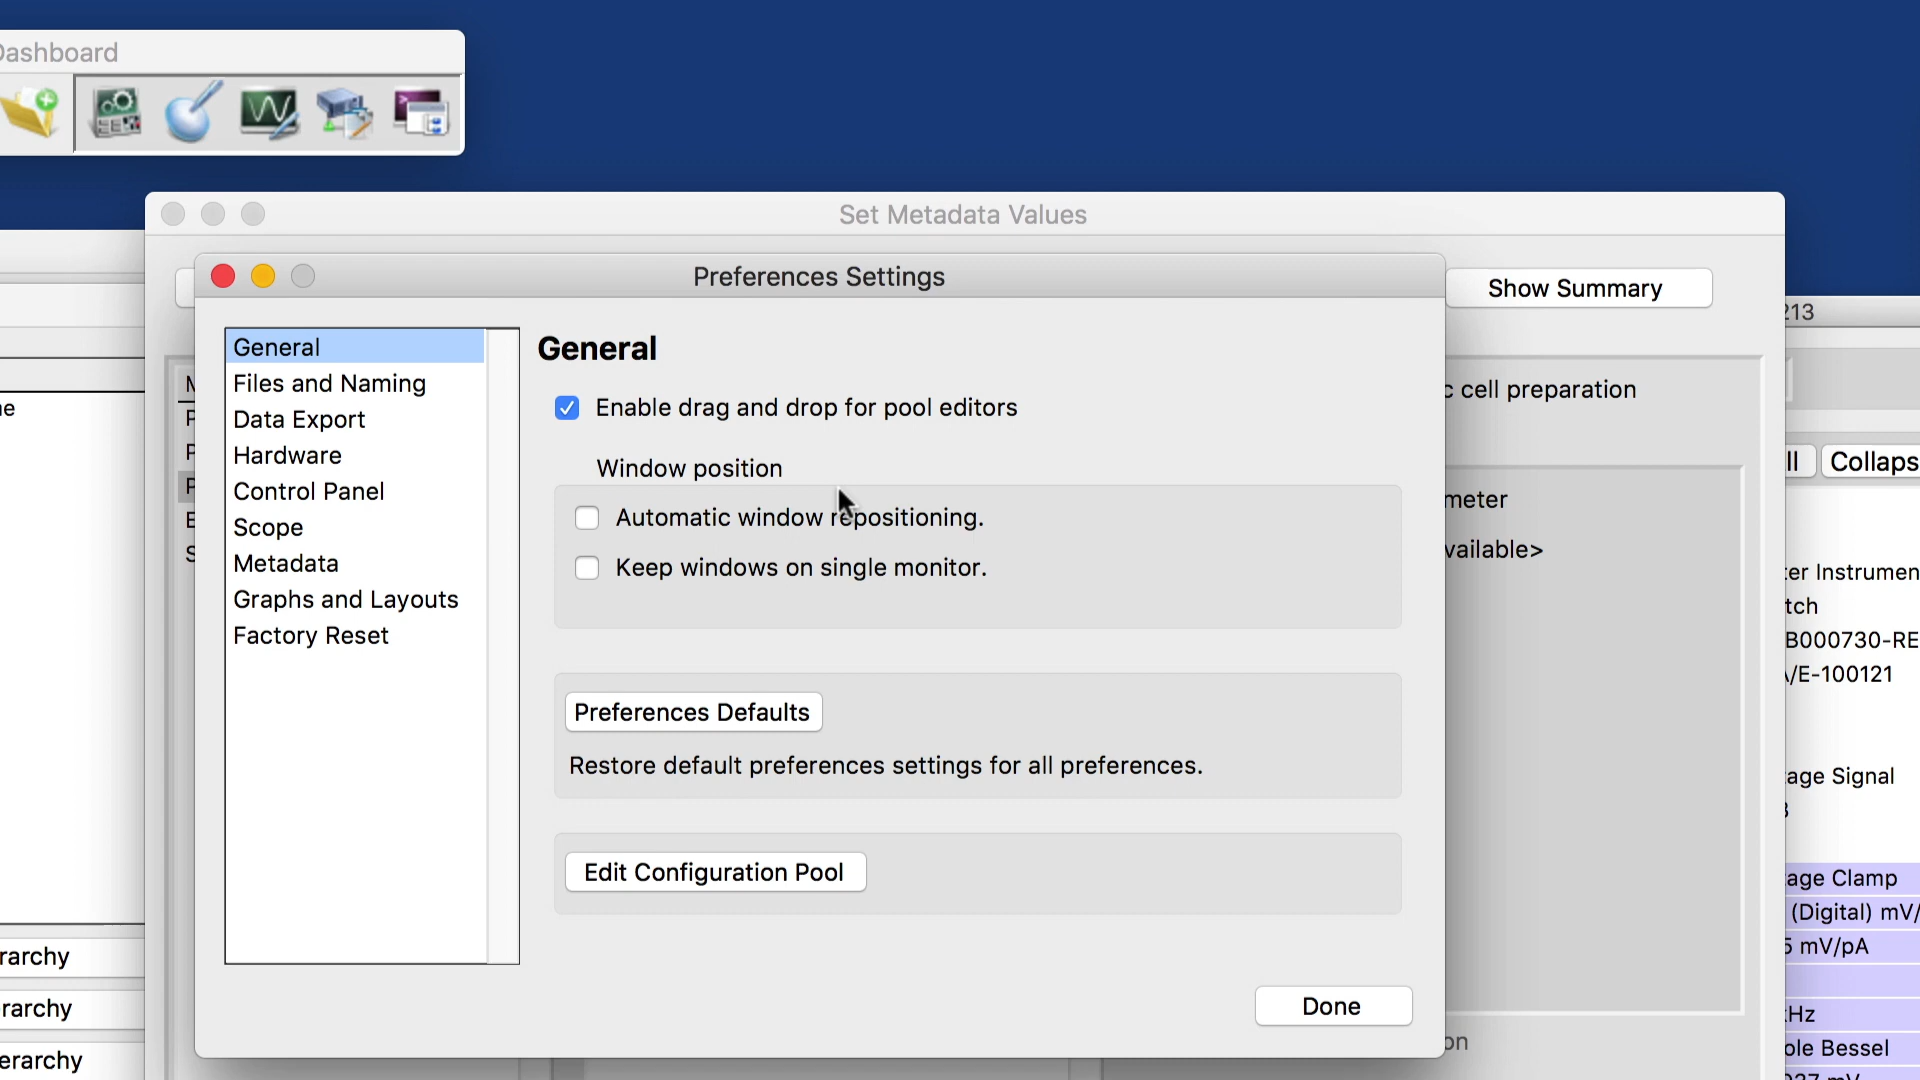 Dashboard
Set Metadata Values
Preferences Settings
Show Summary
213
General
Files and Naming
Data Export
Hardware
Control Panel
Scope
Metadata
Graphs and Layouts
Factory Reset
General
Enable drag and drop for pool editors
Window position
Automatic window repositioning.
Keep windows on single monitor.
Preferences Defaults
Restore default preferences settings for all preferences.
Edit Configuration Pool
Done
c cell preparation
meter
vailable>
on
ll
Collaps
er Instrumen
tch
B000730-RE
/E-100121
age Signal
age Clamp
(Digital) mV/
5 mV/pA
Hz
ole Bessel
e
rarchy
rarchy
erarchy